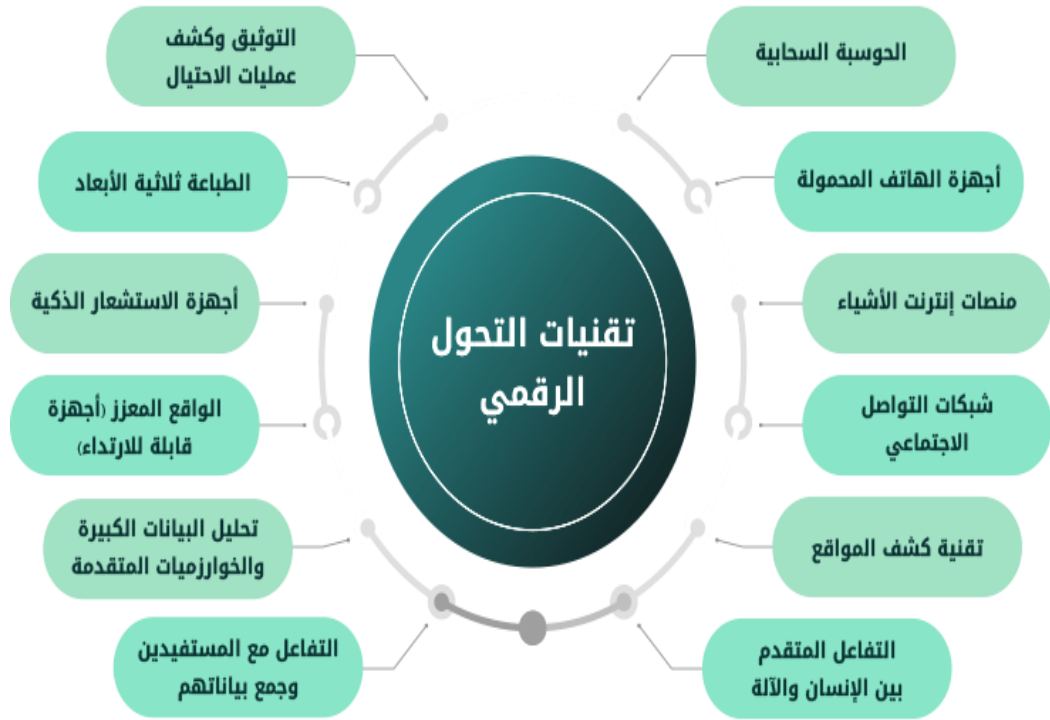 تقنيات التحول
الرقمي
الحوسبة السحابية
أجهزة الهاتف المحمولة
منصات إنترنت الأشياء
شبكات التواصل
الاجتماعي
تقنية كشف المواقع
التفاعل المتقدم
بين الإنسان والآلة
التوثيق وكشف
عمليات الاحتيال
الطباعة ثلاثية الأبعاد
أجهزة الاستشعار الذكية
الواقع المعزز (أجهزة
قابلة للارتداء)
تحليل البيانات الكبيرة
والخوارزميات المتقدمة
التفاعل مع المستفيدين
وجمع بياناتهم